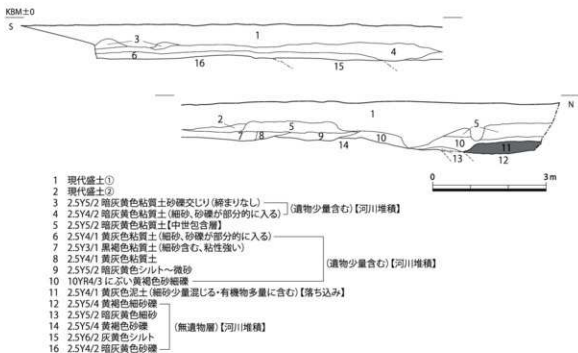 KBM±0
S
1
3
4
6
16
15
N
1
2
5
5
7
8
9
10
14
10
11
13
12
0
3 m
1 現代盛土①
2 現代盛土②
3 2.5Y5/2 暗灰黄色粘質土砂礫交じり(締まりなし)
4 2.5Y4/2 暗灰黄色粘質土(細砂、砂礫が部分的に入る)
(遺物少量含む)【河川堆積】
5 2.5Y5/2 暗灰黄色粘質土【中世包含層】
6 2.5Y4/1 黄灰色粘質土(細砂、砂礫が部分的に入る)
7 2.5Y3/1 黒褐色粘質土(細砂含む、粘性強い)
8 2.5Y4/1 黄灰色粘質土
9 2.5Y5/2 暗灰黄色シルト～微砂
10 10YR4/3 にぶい黄褐色砂細礫
(遺物少量含む)【河川堆積】
11 2.5Y4/1 黄灰色泥土(細砂少量混じる・有機物多量に含む)【落ち込み】
12 2.5Y5/4 黄褐色細砂礫
13 2.5Y5/2 暗灰黄色細砂
14 2.5Y5/4 黄褐色砂礫
15 2.5Y6/2 灰黄色シルト
16 2.5Y4/2 暗灰黄色砂礫
(無遺物層)【河川堆積】